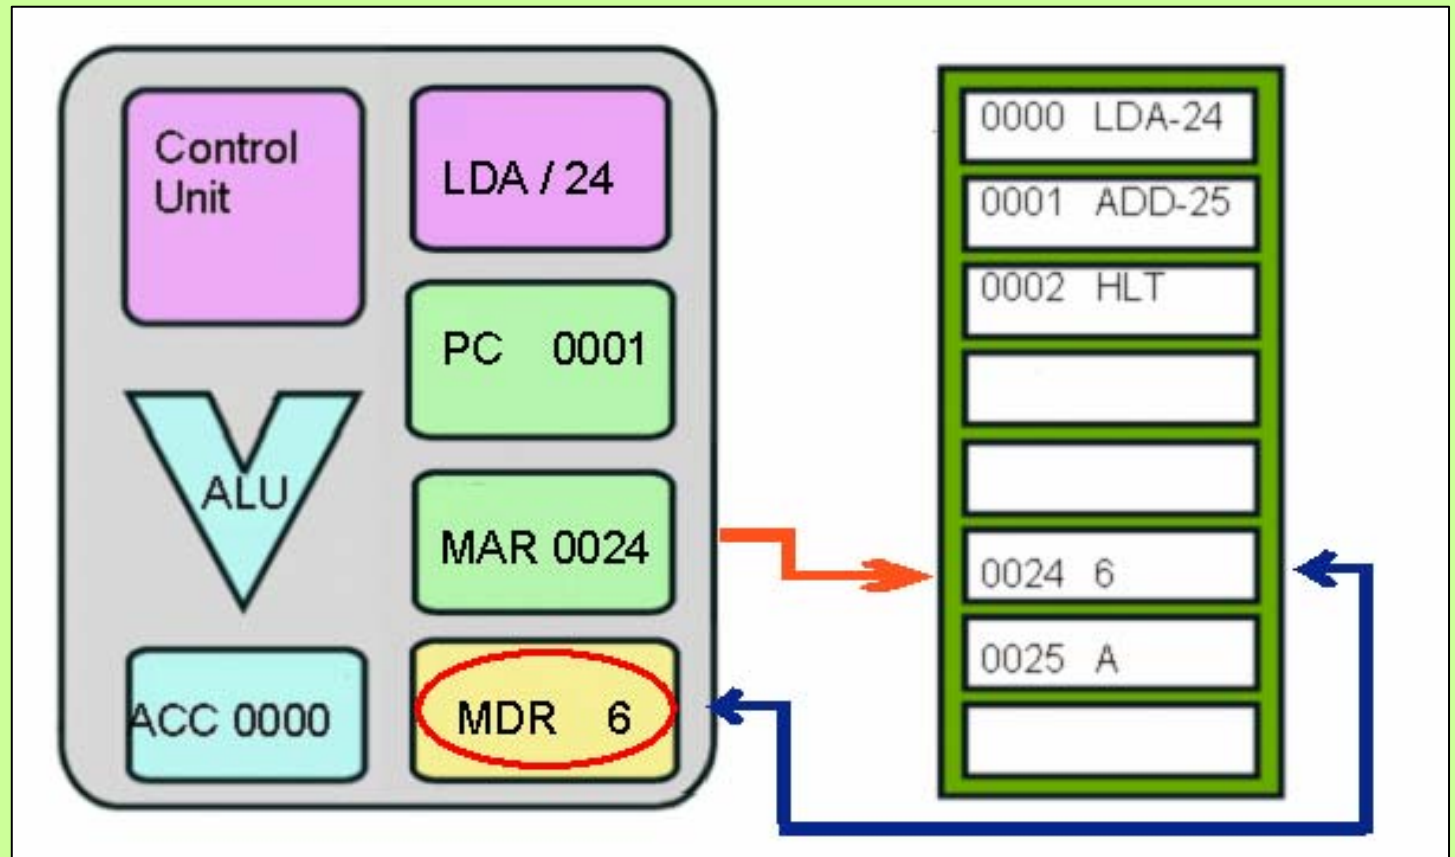 Control
Unit
LDA / 24
PC 0001
ALU
MAR 0024
ACC 0000
MDR 6
0000 LDA-24
0001 ADD-25
0002 HLT
0024 6
0025 A